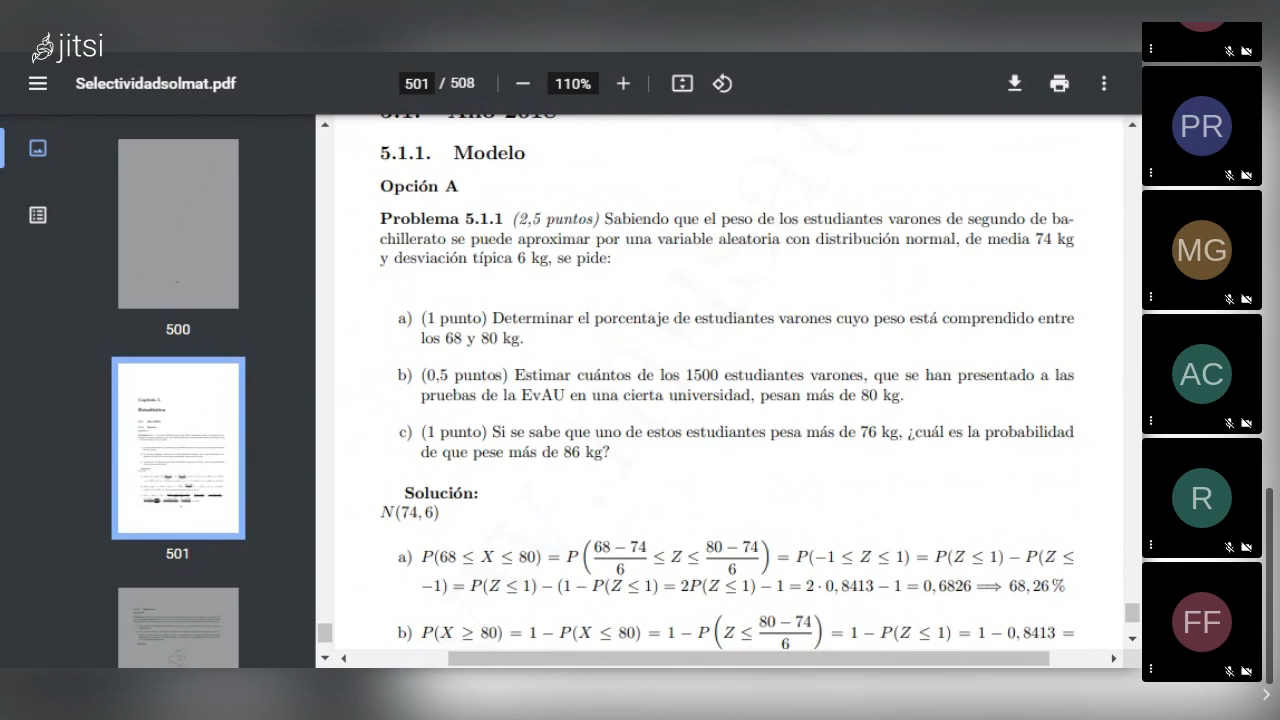 jitsi
Selectividadsolmat.pdf
501 / 508
110%
5.1. Año 2018
5.1.1. Modelo
Opción A
Problema 5.1.1 (2,5 puntos) Sabiendo que el peso de los estudiantes varones de segundo de ba-
chillerato se puede aproximar por una variable aleatoria con distribución normal, de media 74 kg
y desviación típica 6 kg, se pide:
a) (1 punto) Determinar el porcentaje de estudiantes varones cuyo peso está comprendido entre
los 68 y 80 kg.
b) (0,5 puntos) Estimar cuántos de los 1500 estudiantes varones, que se han presentado a las
pruebas de la EvAU en una cierta universidad, pesan más de 80 kg.
c) (1 punto) Si se sabe que uno de estos estudiantes pesa más de 76 kg, ¿cuál es la probabilidad
de que pese más de 86 kg?
Solución:
N(74, 6)
a) P(68 ≤ X ≤ 80) = P((68 − 74)/6 ≤ Z ≤ (80 − 74)/6) = P(−1 ≤ Z ≤ 1) = P(Z ≤ 1) − P(Z ≤
−1) = P(Z ≤ 1) − (1 − P(Z ≤ 1) = 2P(Z ≤ 1) − 1 = 2 · 0,8413 − 1 = 0,6826 ⟹ 68,26 %
b) P(X ≥ 80) = 1 − P(X ≤ 80) = 1 − P(Z ≤ (80 − 74)/6) = 1 − P(Z ≤ 1) = 1 − 0,8413 =
500
501
PR
MG
AC
R
FF